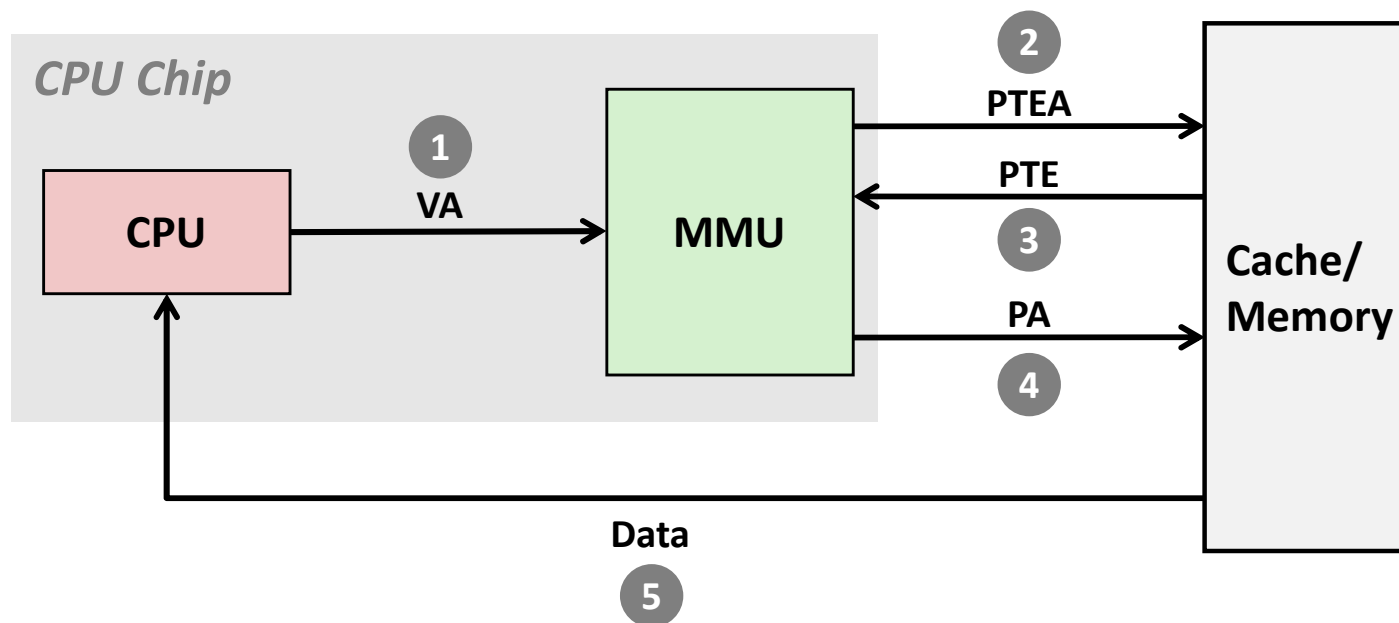 CPU Chip
2
PTEA
1
VA
PTE
3
CPU
MMU
Cache/
Memory
PA
4
Data
5